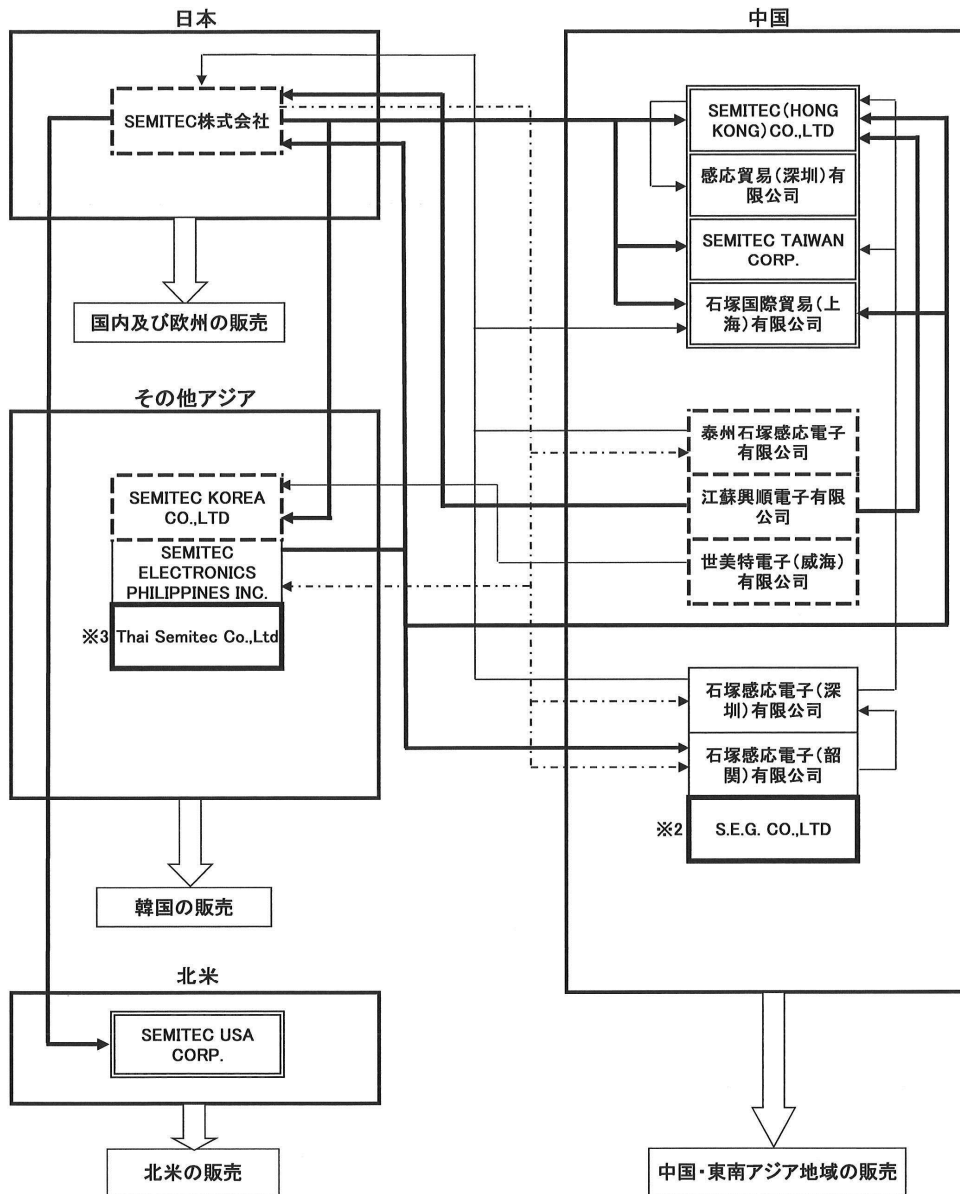 日本
SEMITEC株式会社
国内及び欧州の販売
その他アジア
SEMITEC KOREA
CO.,LTD
SEMITEC
ELECTRONICS
PHILIPPINES INC.
※3 Thai Semitec Co.,Ltd
韓国の販売
北米
SEMITEC USA
CORP.
北米の販売
中国
SEMITEC(HONG
KONG)CO.,LTD
感応貿易(深圳)有
限公司
SEMITEC TAIWAN
CORP.
石塚国際貿易(上
海)有限公司
泰州石塚感応電子
有限公司
江蘇興順電子有限
公司
世美特電子(威海)
有限公司
石塚感応電子(深
圳)有限公司
石塚感応電子(韶
関)有限公司
※2 S.E.G. CO.,LTD
中国・東南アジア地域の販売